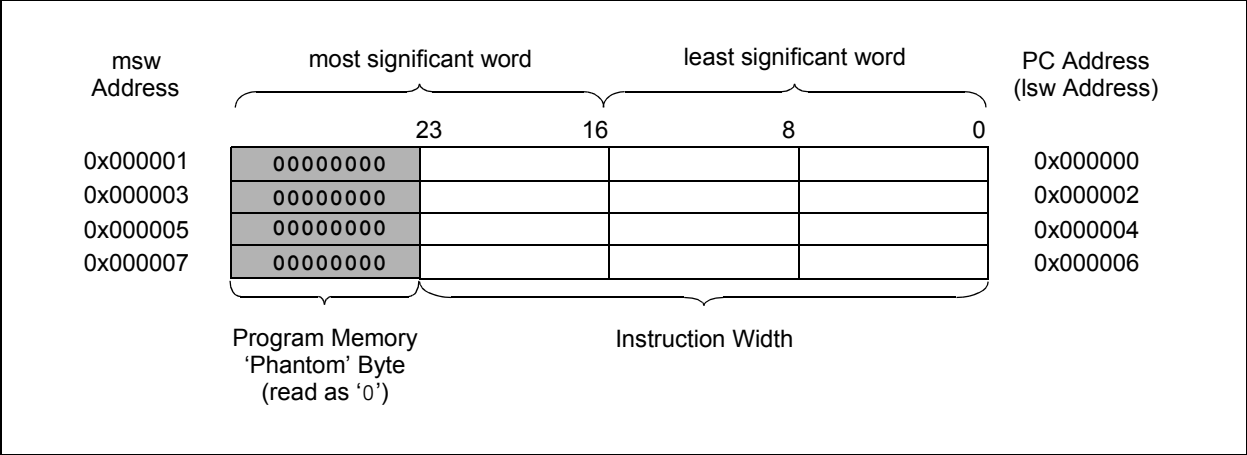 msw
Address
most significant word
least significant word
PC Address
(lsw Address)
23
16
8
0
0x000001
00000000
0x000000
0x000003
00000000
0x000002
0x000005
00000000
0x000004
0x000007
00000000
0x000006
Program Memory
‘Phantom’ Byte
(read as ‘0’)
Instruction Width